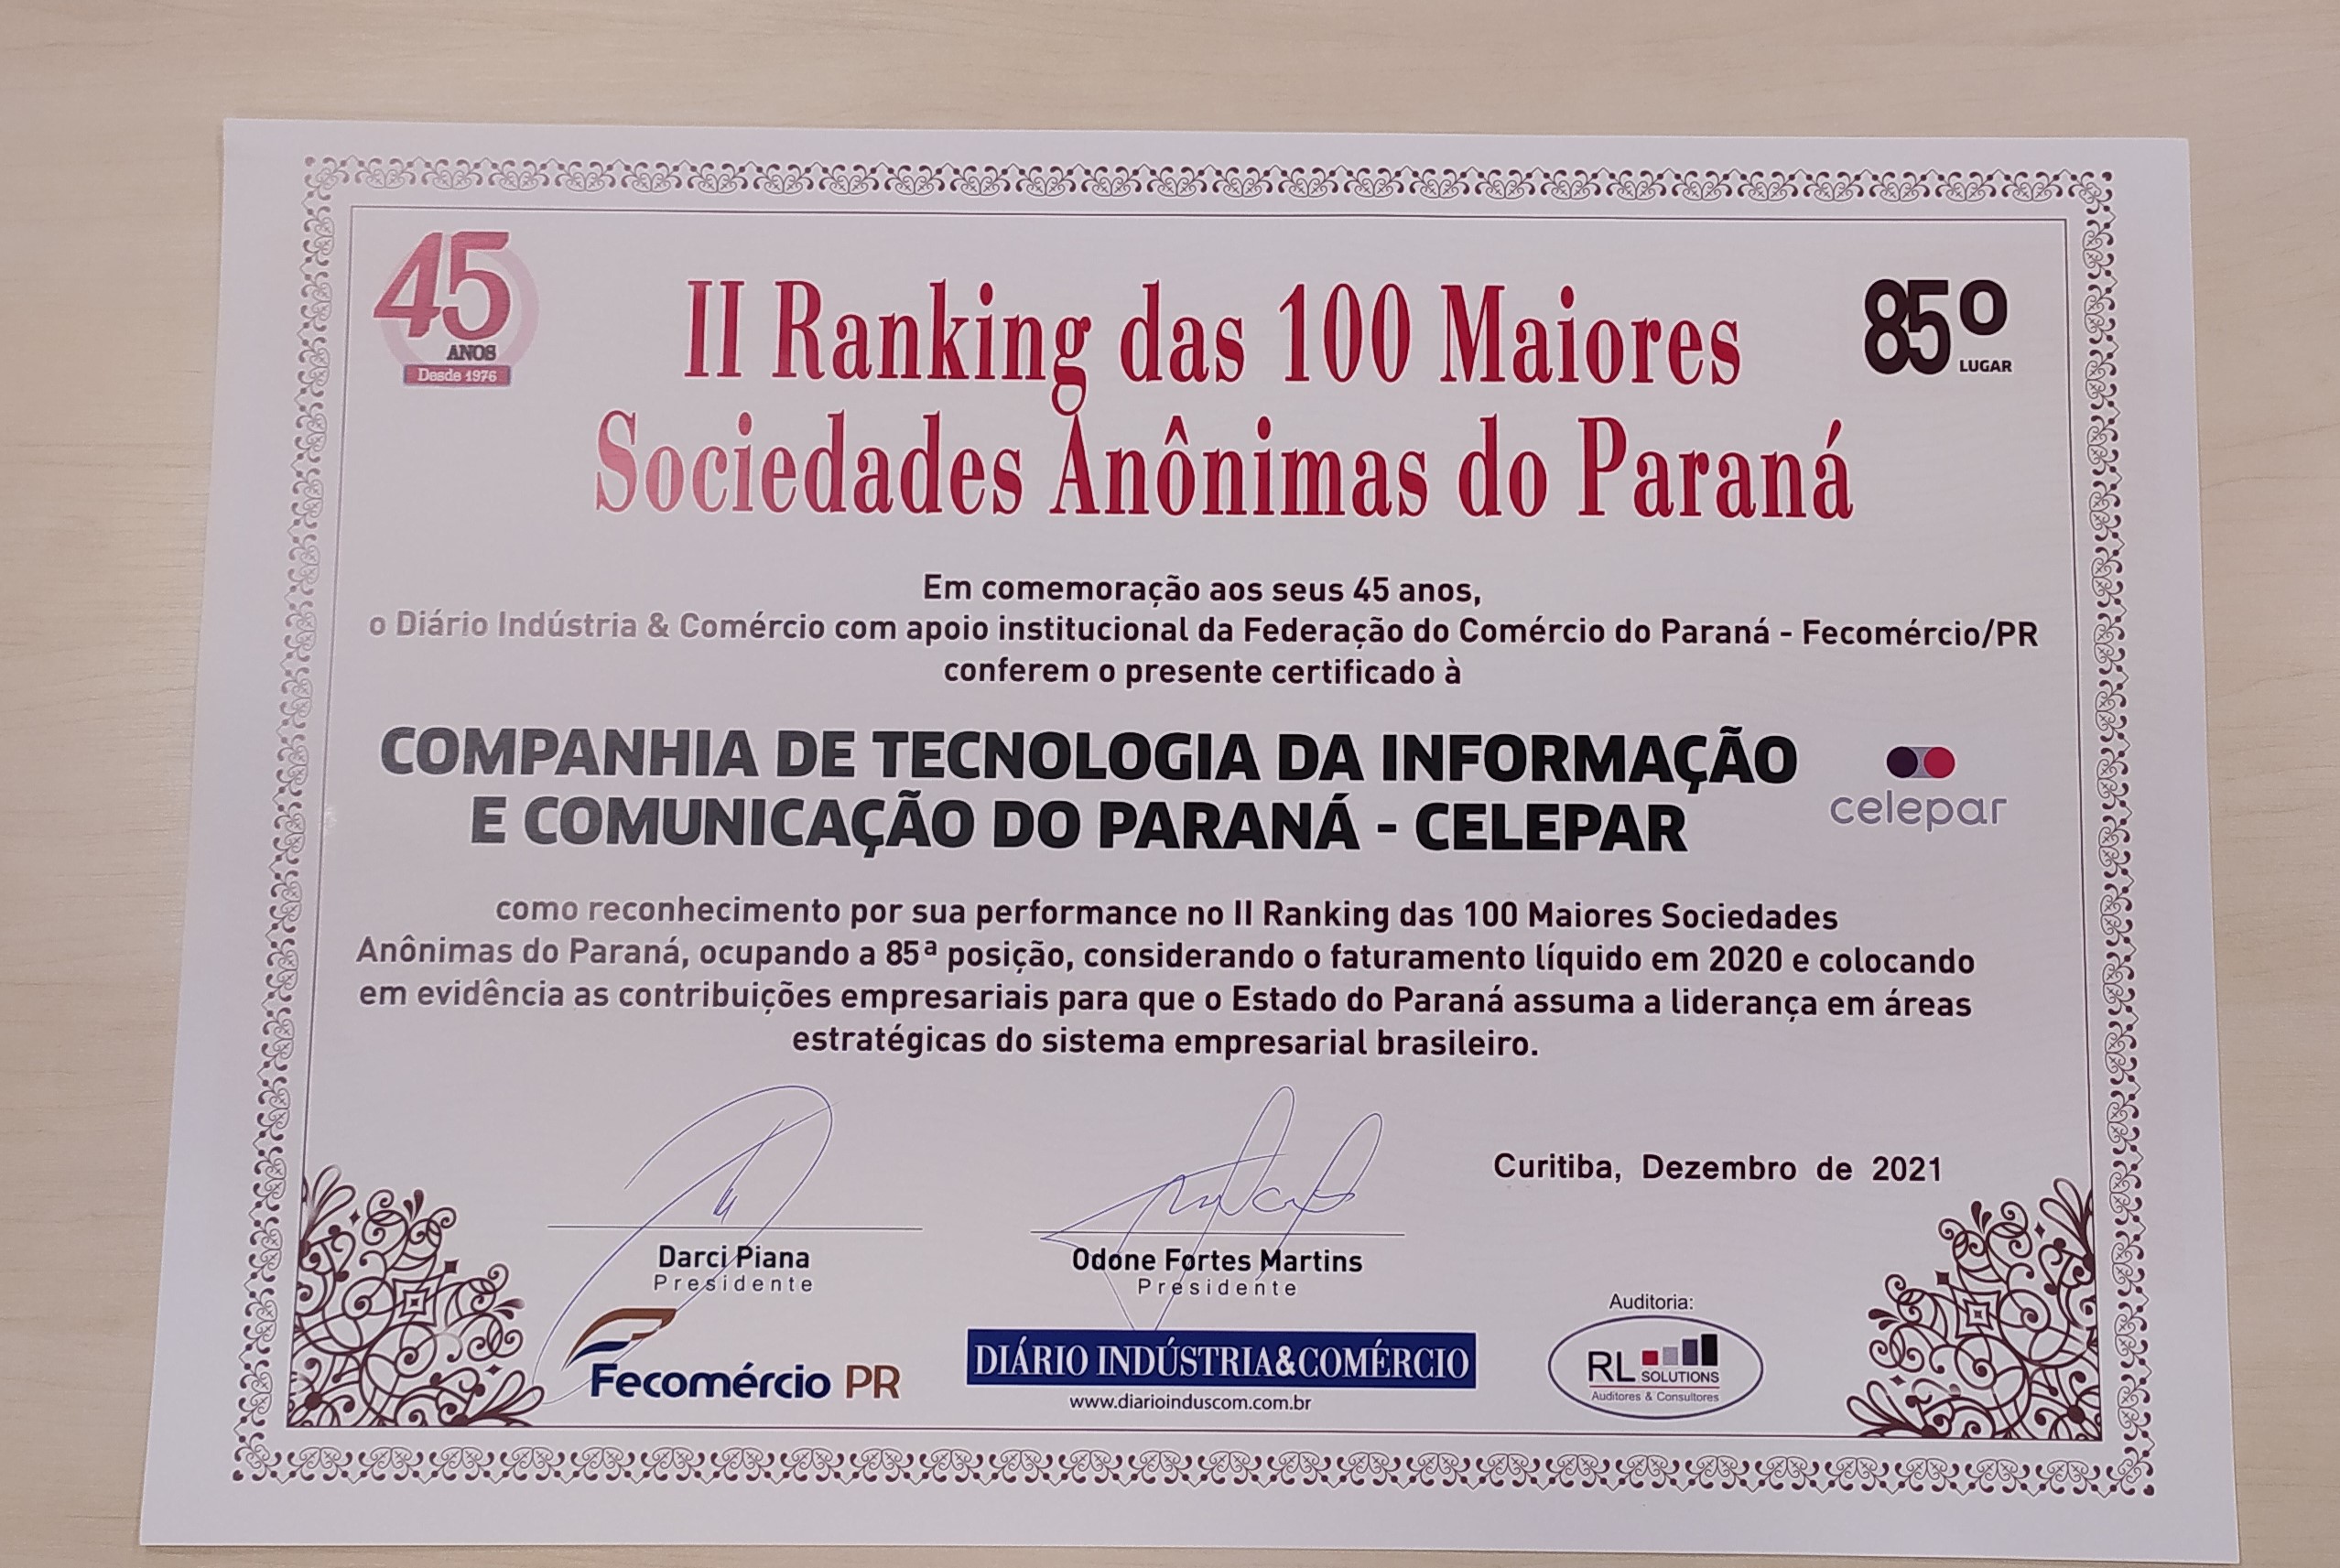 45
ANOS
Desde 1976
II Ranking das 100 Maiores
Sociedades Anônimas do Paraná
85º
LUGAR
Em comemoração aos seus 45 anos,
o Diário Indústria & Comércio com apoio institucional da Federação do Comércio do Paraná - Fecomércio/PR
conferem o presente certificado à
COMPANHIA DE TECNOLOGIA DA INFORMAÇÃO
E COMUNICAÇÃO DO PARANÁ - CELEPAR
celepar
como reconhecimento por sua performance no II Ranking das 100 Maiores Sociedades
Anônimas do Paraná, ocupando a 85ª posição, considerando o faturamento líquido em 2020 e colocando
em evidência as contribuições empresariais para que o Estado do Paraná assuma a liderança em áreas
estratégicas do sistema empresarial brasileiro.
Curitiba, Dezembro de 2021
Darci Piana
Presidente
Fecomércio PR
Odone Fortes Martins
Presidente
DIÁRIO INDÚSTRIA&COMÉRCIO
www.diarioinduscom.com.br
Auditoria:
RL SOLUTIONS
Auditores & Consultores